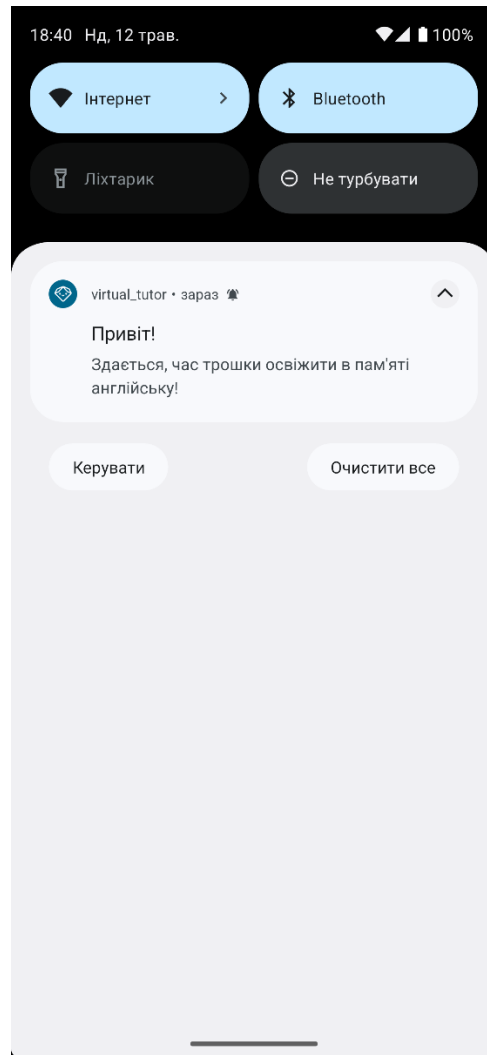 18:40 Нд, 12 трав. 100%
Інтернет Bluetooth
Ліхтарик Не турбувати
virtual_tutor • зараз
Привіт!
Здається, час трошки освіжити в пам'яті
англійську!
Керувати Очистити все